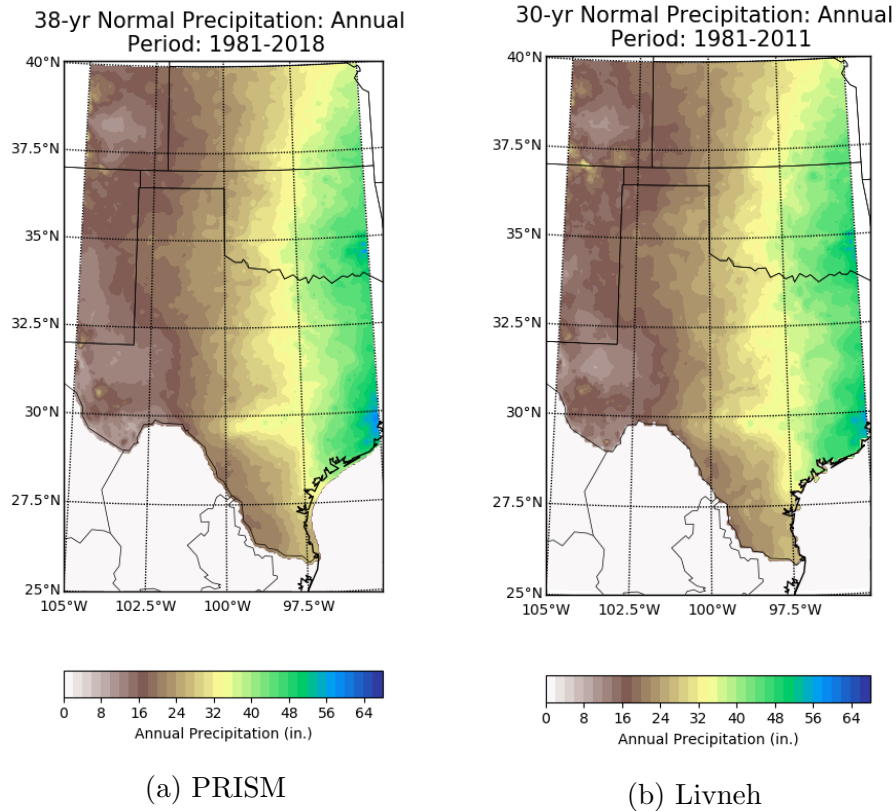 38-yr Normal Precipitation: Annual
Period: 1981-2018
40°N
37.5°N
35°N
32.5°N
30°N
27.5°N
25°N
105°W 102.5°W 100°W 97.5°W
0 8 16 24 32 40 48 56 64
Annual Precipitation (in.)
(a) PRISM
30-yr Normal Precipitation: Annual
Period: 1981-2011
40°N
37.5°N
35°N
32.5°N
30°N
27.5°N
25°N
105°W 102.5°W 100°W 97.5°W
0 8 16 24 32 40 48 56 64
Annual Precipitation (in.)
(b) Livneh